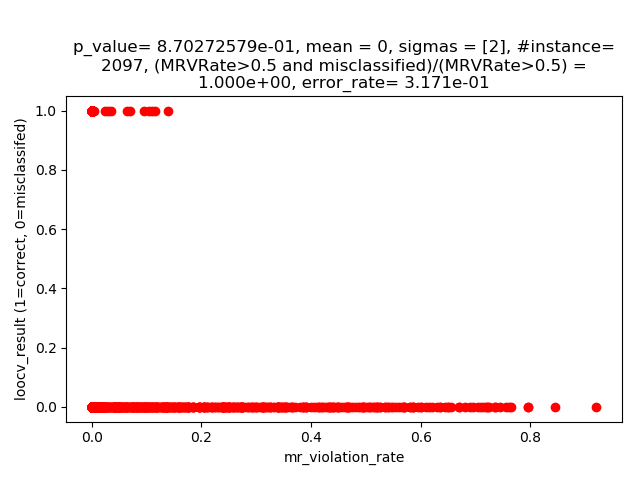 p_value= 8.70272579e-01, mean = 0, sigmas = [2], #instance=
2097, (MRVRate>0.5 and misclassified)/(MRVRate>0.5) =
1.000e+00, error_rate= 3.171e-01
loocv_result (1=correct, 0=misclassifed)
1.0
0.8
0.6
0.4
0.2
0.0
0.0 0.2 0.4 0.6 0.8
mr_violation_rate